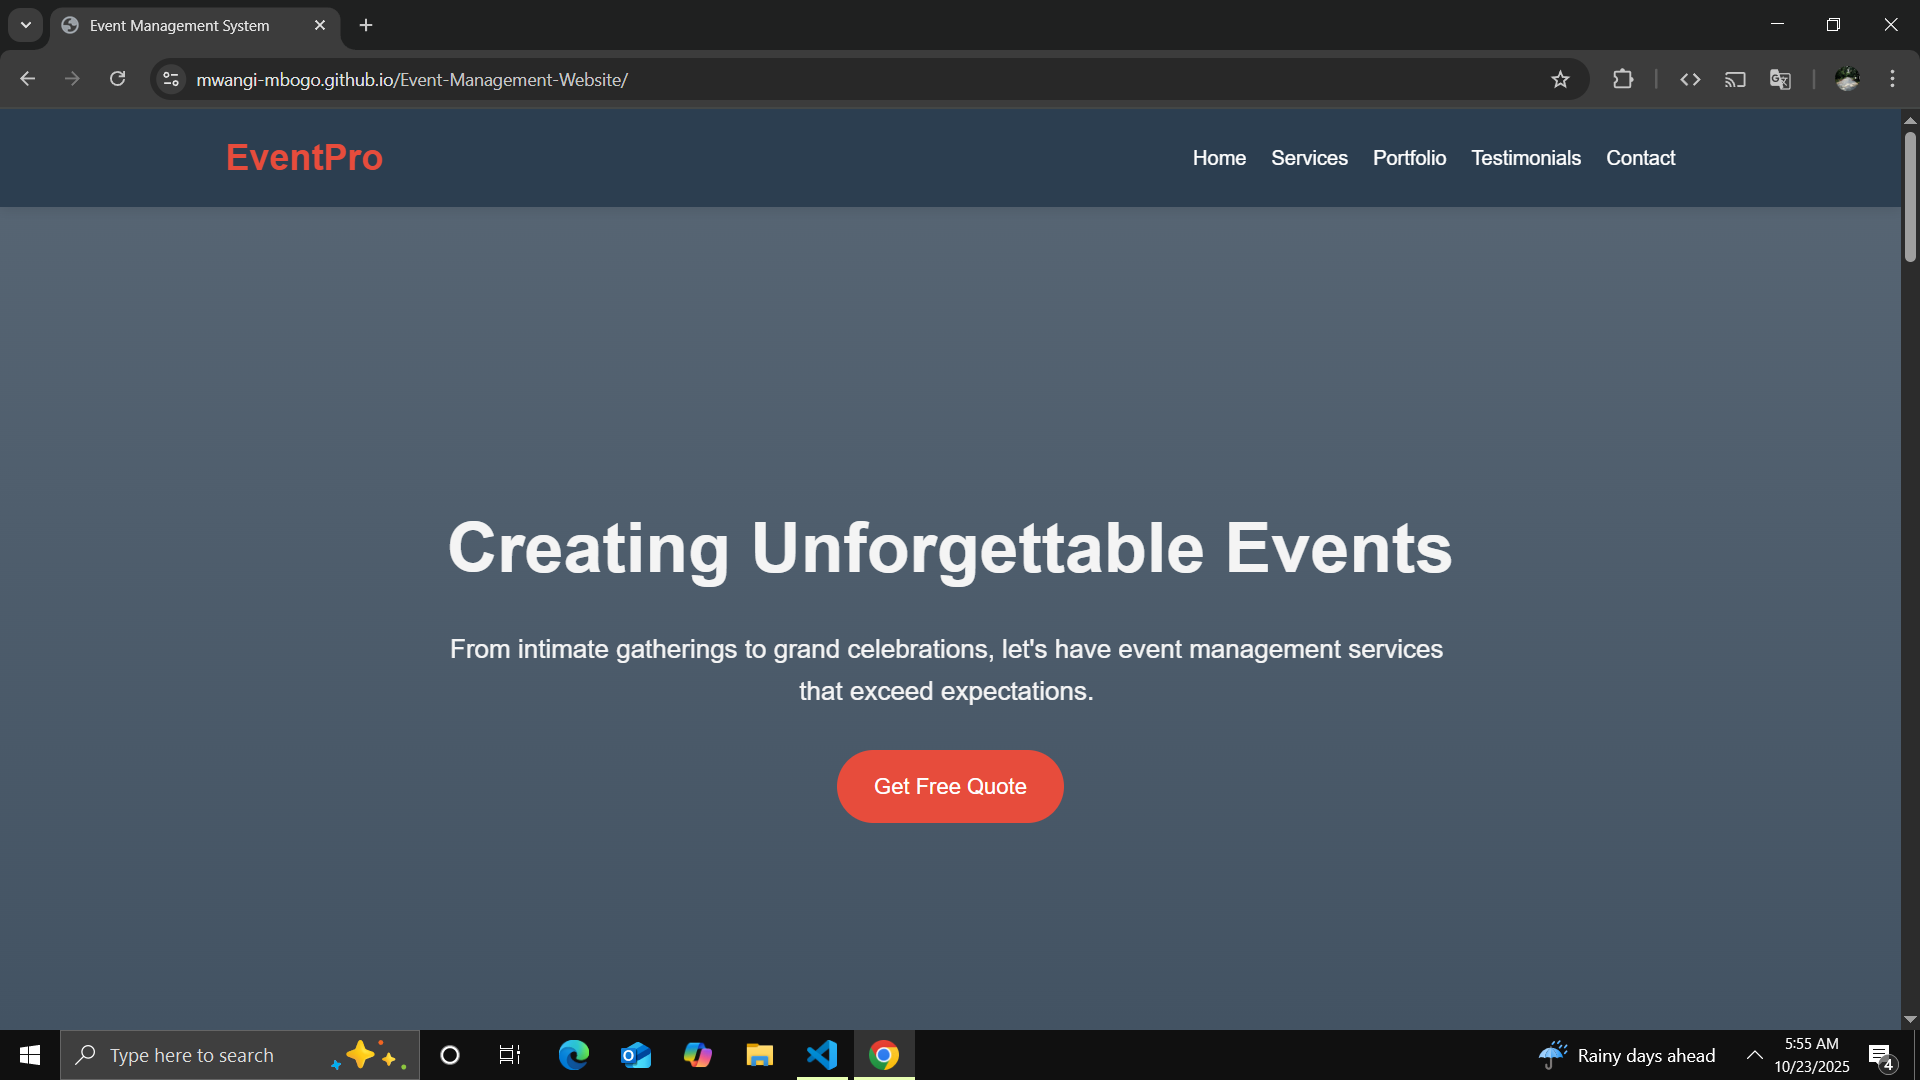 Event Management System
mwangi-mbogo.github.io/Event-Management-Website/
EventPro
Home Services Portfolio Testimonials Contact
Creating Unforgettable Events
From intimate gatherings to grand celebrations, let's have event management services
that exceed expectations.
Get Free Quote
Type here to search
Rainy days ahead
5:55 AM
10/23/2025
4